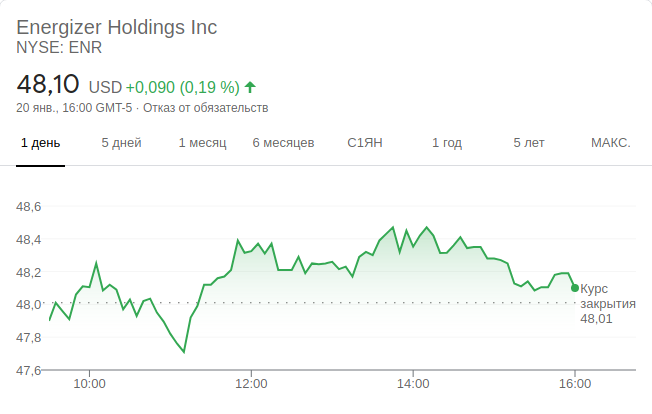 Energizer Holdings Inc
NYSE: ENR
48,10 USD +0,090 (0,19 %)
20 янв., 16:00 GMT-5 · Отказ от обязательств
1 день 5 дней 1 месяц 6 месяцев С1ЯН 1 год 5 лет МАКС.
48,6
48,4
48,2
48,0
47,8
47,6
Курс
закрытия
48,01
10:00 12:00 14:00 16:00